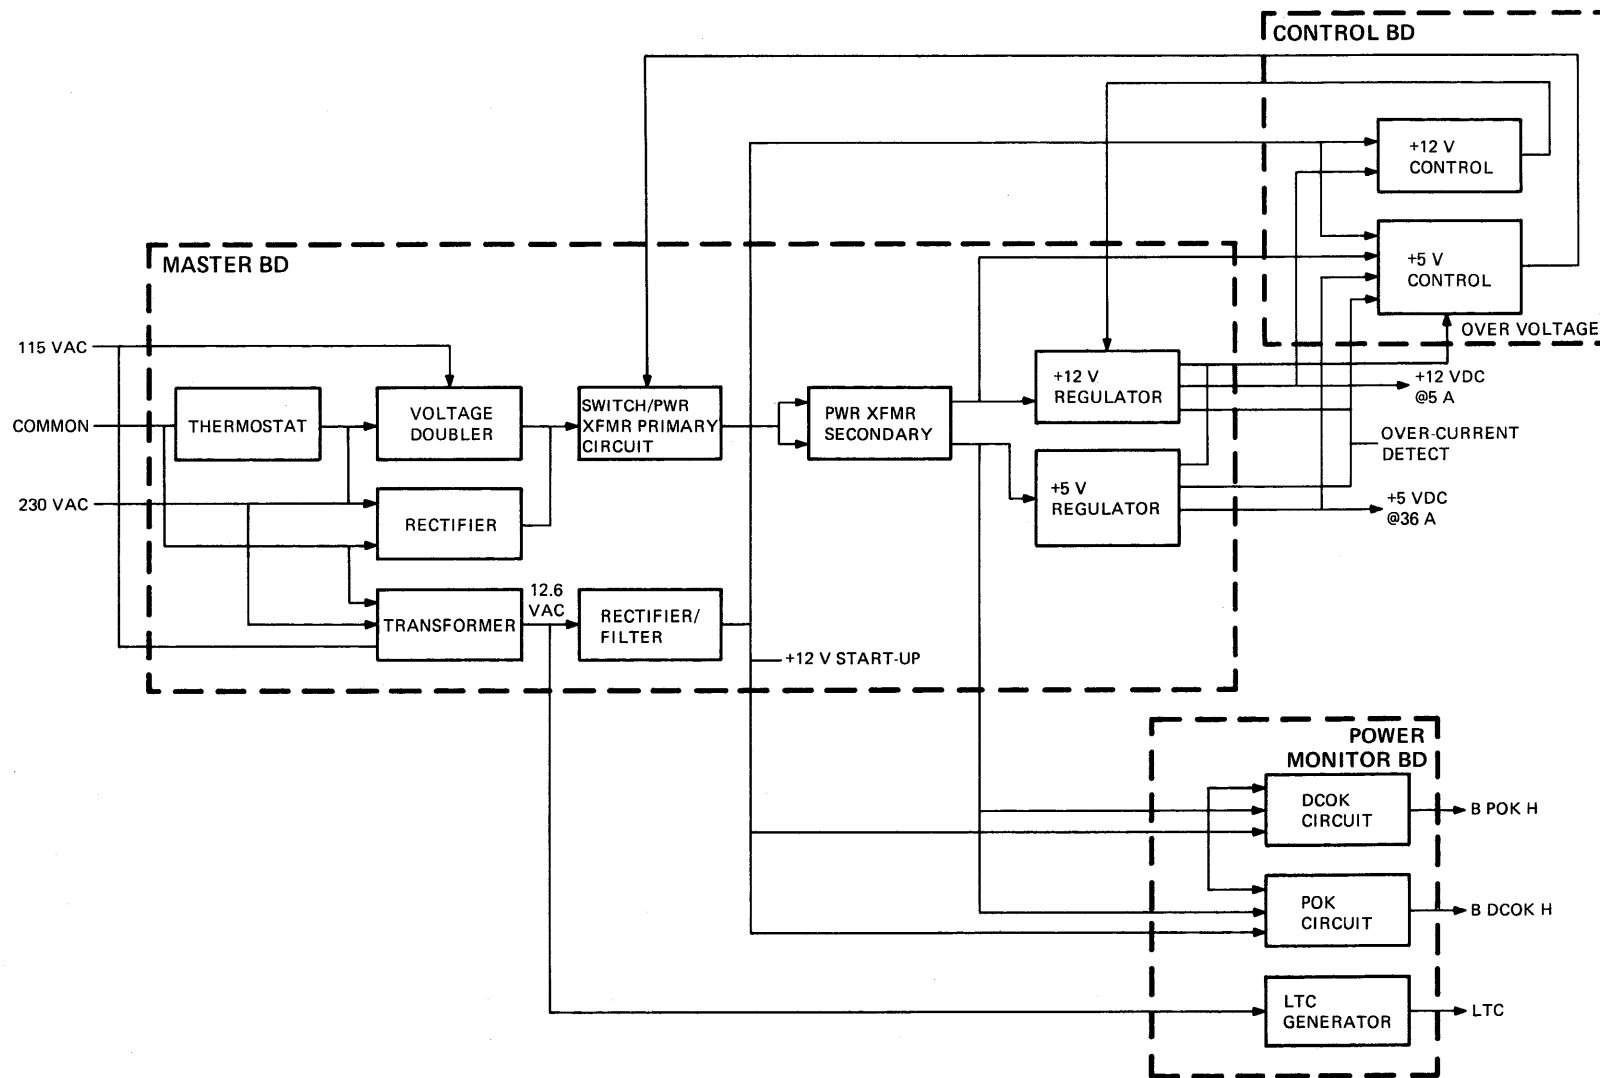 CONTROL BD
+12 V
CONTROL
+5 V
CONTROL
OVER VOLTAGE
MASTER BD
115 VAC
COMMON
230 VAC
THERMOSTAT
VOLTAGE
DOUBLER
RECTIFIER
TRANSFORMER
12.6
VAC
SWITCH/PWR
XFMR PRIMARY
CIRCUIT
RECTIFIER/
FILTER
+12 V START-UP
PWR XFMR
SECONDARY
+12 V
REGULATOR
+5 V
REGULATOR
+12 VDC
@5 A
OVER-CURRENT
DETECT
+5 VDC
@36 A
POWER
MONITOR BD
DCOK
CIRCUIT
B POK H
POK
CIRCUIT
B DCOK H
LTC
GENERATOR
LTC